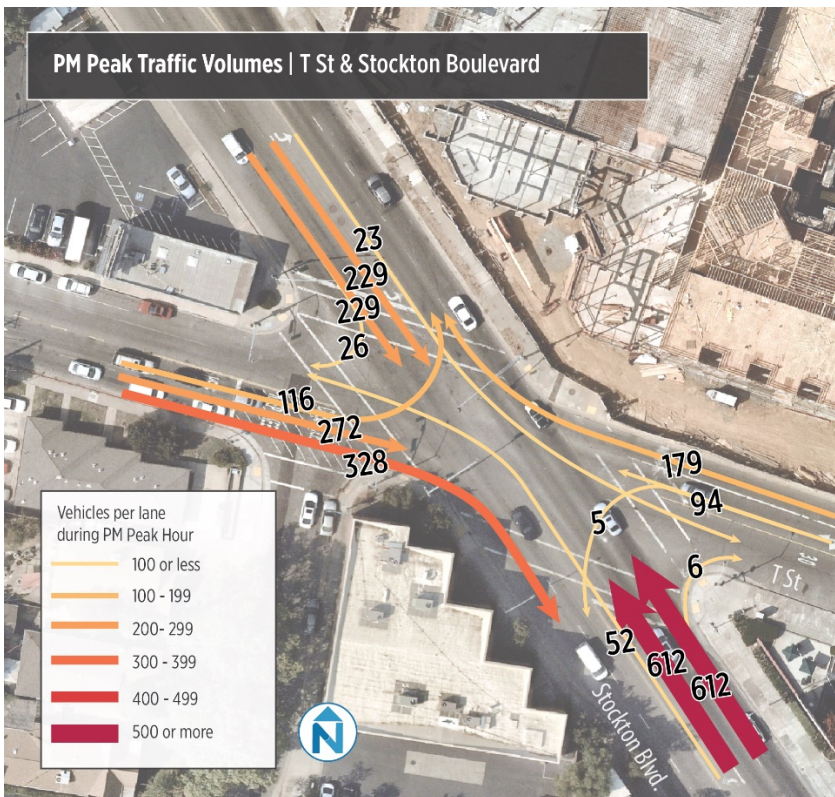 PM Peak Traffic Volumes | T St & Stockton Boulevard
23
229
229
26
116
272
328
179
94
5
6
T St
52
612
612
Stockton Blvd.
Vehicles per lane
during PM Peak Hour
100 or less
100 - 199
200- 299
300 - 399
400 - 499
500 or more
N